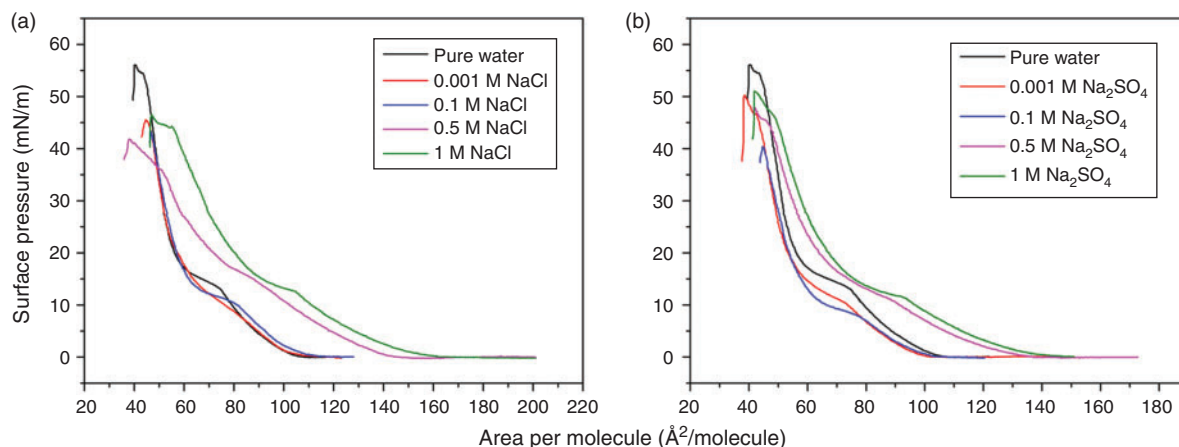 (a)
Surface pressure (mN/m)
60
50
40
30
20
10
0
Pure water
0.001 M NaCl
0.1 M NaCl
0.5 M NaCl
1 M NaCl
20 40 60 80 100 120 140 160 180 200 220
(b)
60
50
40
30
20
10
0
Pure water
0.001 M Na₂SO₄
0.1 M Na₂SO₄
0.5 M Na₂SO₄
1 M Na₂SO₄
20 40 60 80 100 120 140 160 180
Area per molecule (Å²/molecule)